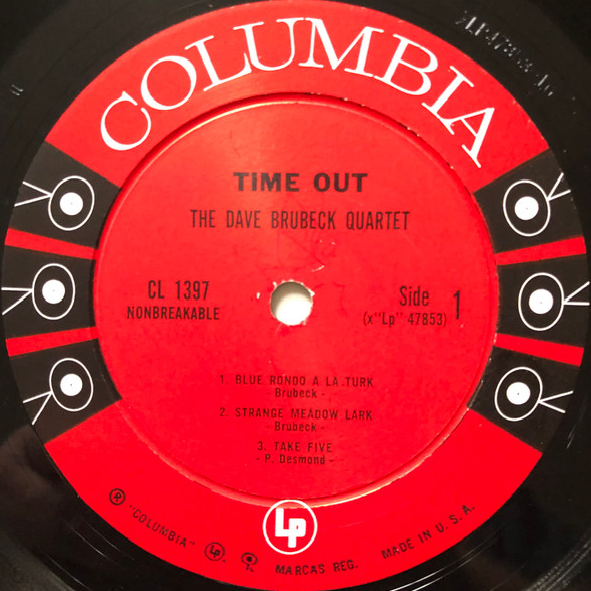 COLUMBIA
TIME OUT
THE DAVE BRUBECK QUARTET
CL 1397
NONBREAKABLE
Side 1
(x"Lp" 47853)
1. BLUE RONDO A LA TURK
- Brubeck -
2. STRANGE MEADOW LARK
- Brubeck -
3. TAKE FIVE
- P. Desmond -
Lp
Ⓡ "COLUMBIA" Lp MARCAS REG. MADE IN U.S.A.